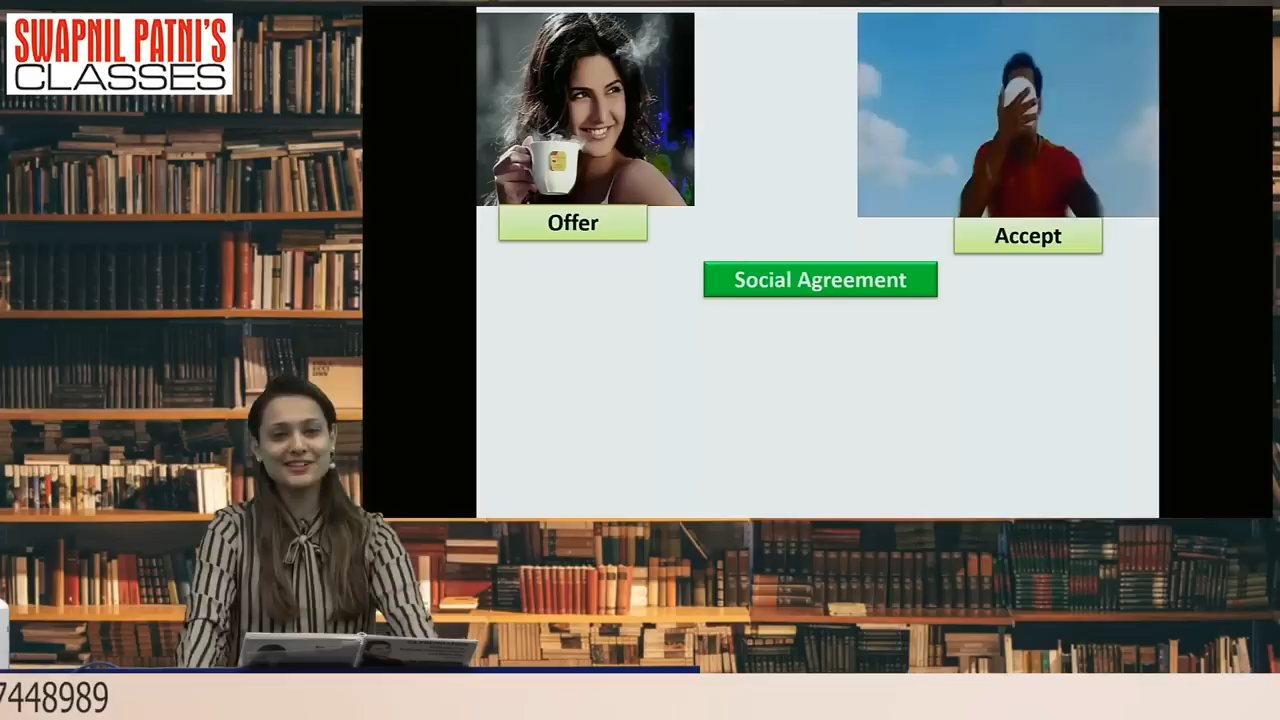 SWAPNIL PATNI'S
CLASSES
Offer
Accept
Social Agreement
7448989